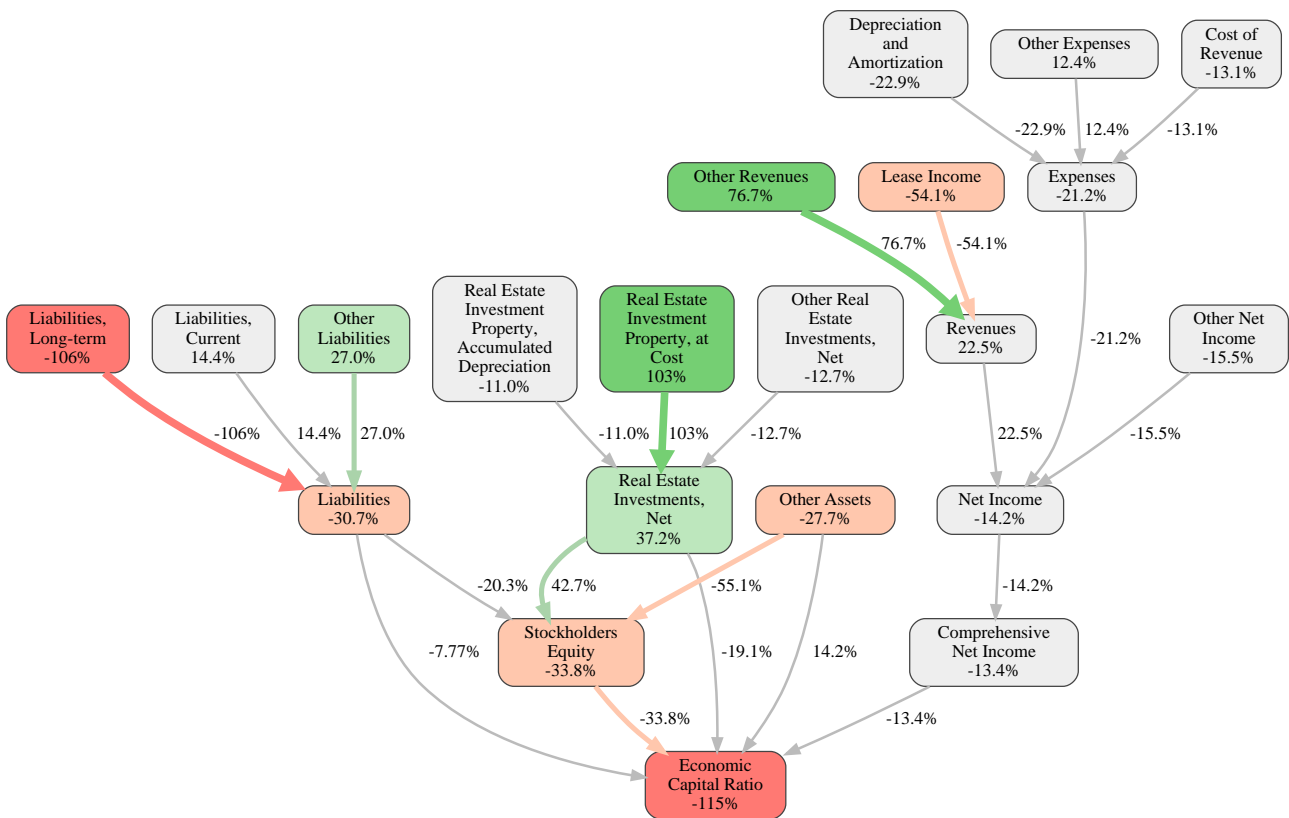 Depreciation
and
Amortization
-22.9%
Other Expenses
12.4%
Cost of
Revenue
-13.1%
-22.9%
12.4%
-13.1%
Other Revenues
76.7%
Lease Income
-54.1%
Expenses
-21.2%
76.7%
-54.1%
Liabilities,
Long-term
-106%
Liabilities,
Current
14.4%
Other
Liabilities
27.0%
Real Estate
Investment
Property,
Accumulated
Depreciation
-11.0%
Real Estate
Investment
Property, at
Cost
103%
Other Real
Estate
Investments,
Net
-12.7%
Revenues
22.5%
-21.2%
Other Net
Income
-15.5%
-106%
14.4%
27.0%
-11.0%
103%
-12.7%
22.5%
-15.5%
Liabilities
-30.7%
Real Estate
Investments,
Net
37.2%
Other Assets
-27.7%
Net Income
-14.2%
-20.3%
42.7%
-55.1%
-14.2%
-7.77%
Stockholders
Equity
-33.8%
-19.1%
14.2%
Comprehensive
Net Income
-13.4%
-33.8%
-13.4%
Economic
Capital Ratio
-115%